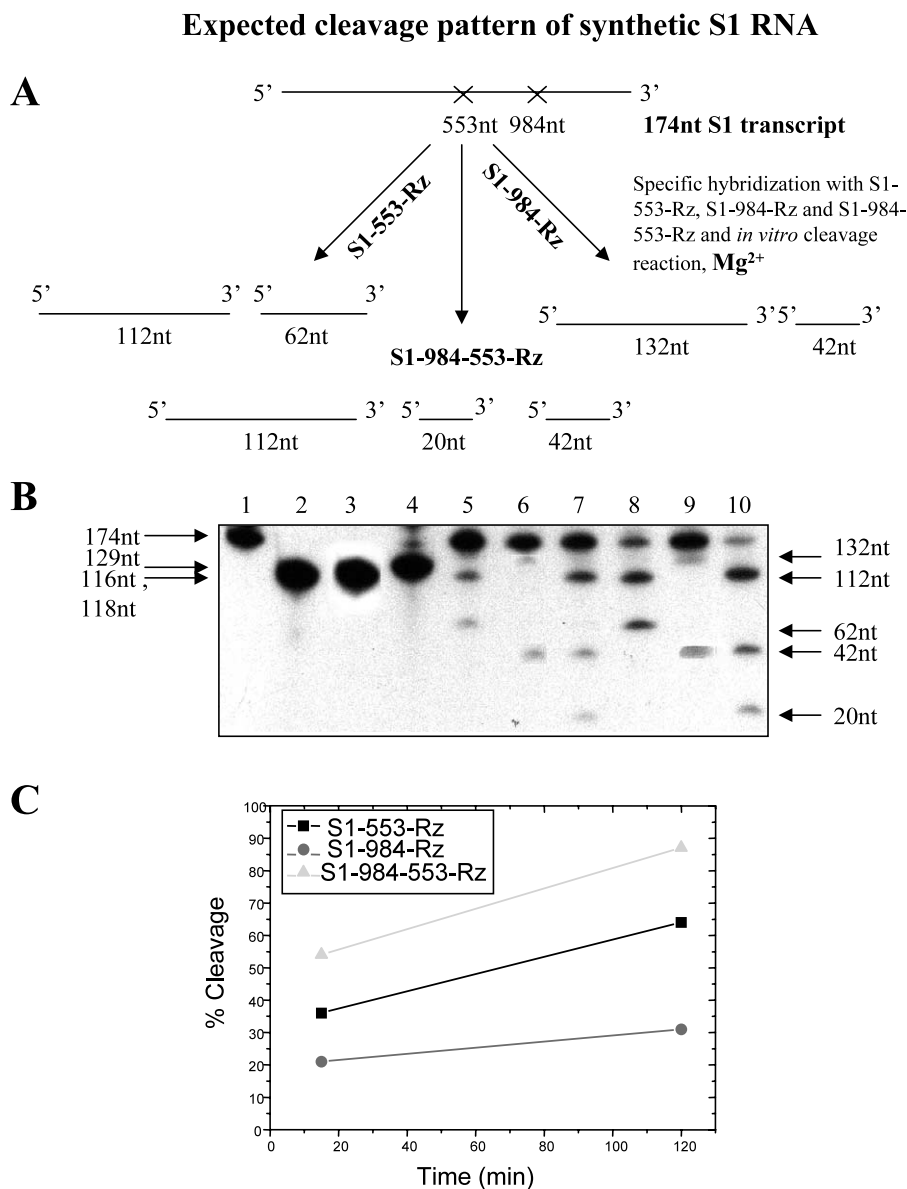 Expected cleavage pattern of synthetic S1 RNA
A
5’ 3’
553nt 984nt 174nt S1 transcript
S1-553-Rz
S1-984-Rz
Specific hybridization with S1-
553-Rz, S1-984-Rz and S1-984-
553-Rz and in vitro cleavage
reaction, Mg2+
5’ 3’ 5’ 3’ 5’ 3’ 5’ 3’
112nt 62nt 132nt 42nt
S1-984-553-Rz
5’ 3’ 5’ 3’ 5’ 3’
112nt 20nt 42nt
B
1 2 3 4 5 6 7 8 9 10
174nt
129nt
116nt ,
118nt
132nt
112nt
62nt
42nt
20nt
C
100
90
80
70
60
50
40
30
20
10
0
% Cleavage
S1-553-Rz
S1-984-Rz
S1-984-553-Rz
0 20 40 60 80 100 120
Time (min)